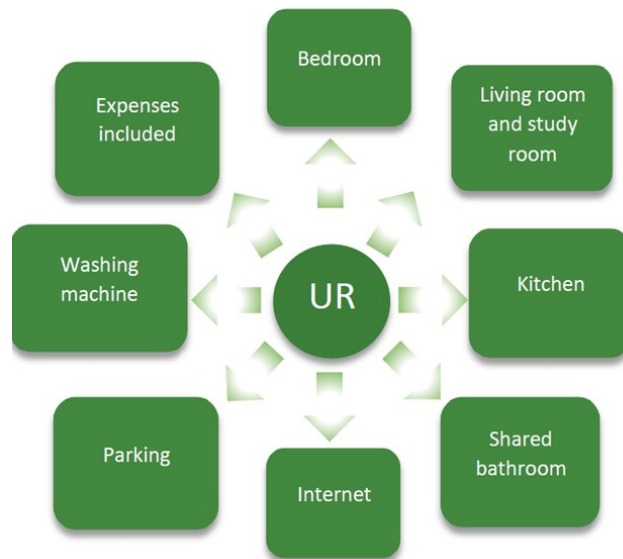 Bedroom
Living room
and study
room
Kitchen
Shared
bathroom
Internet
Parking
Washing
machine
Expenses
included
UR